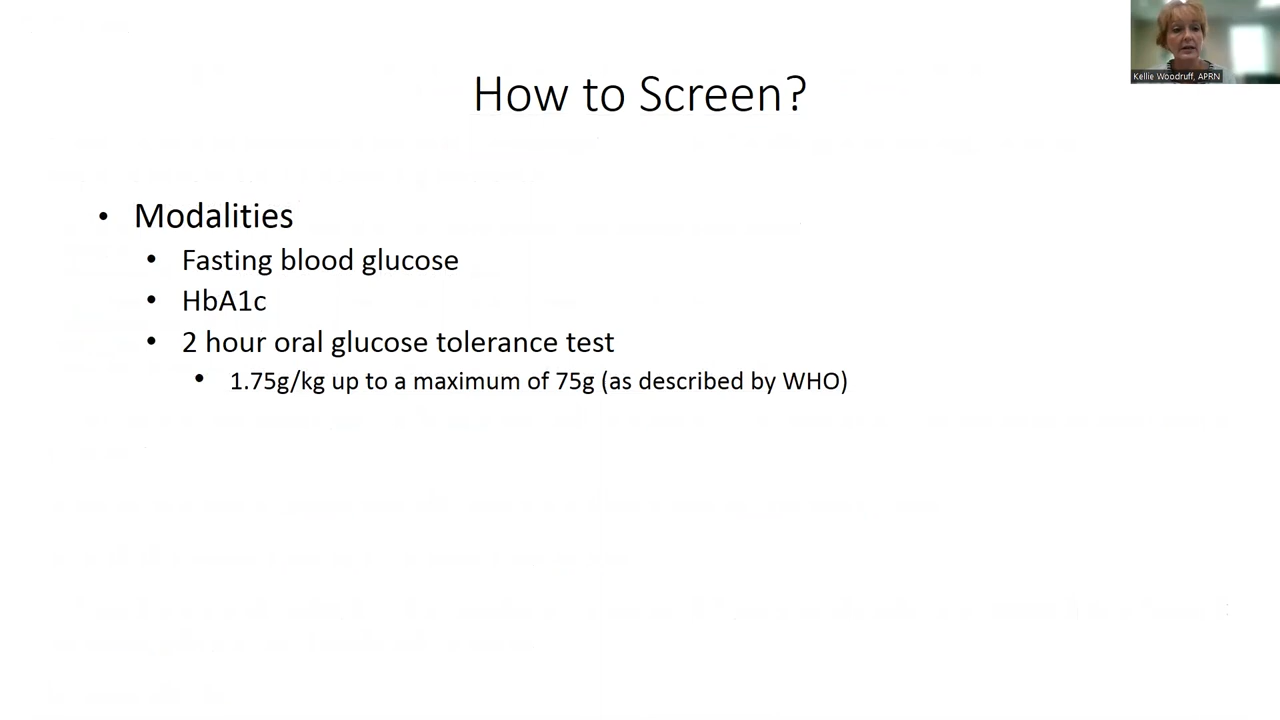 How to Screen?
Kellie Woodruff, APRN
• Modalities
• Fasting blood glucose
• HbA1c
• 2 hour oral glucose tolerance test
• 1.75g/kg up to a maximum of 75g (as described by WHO)